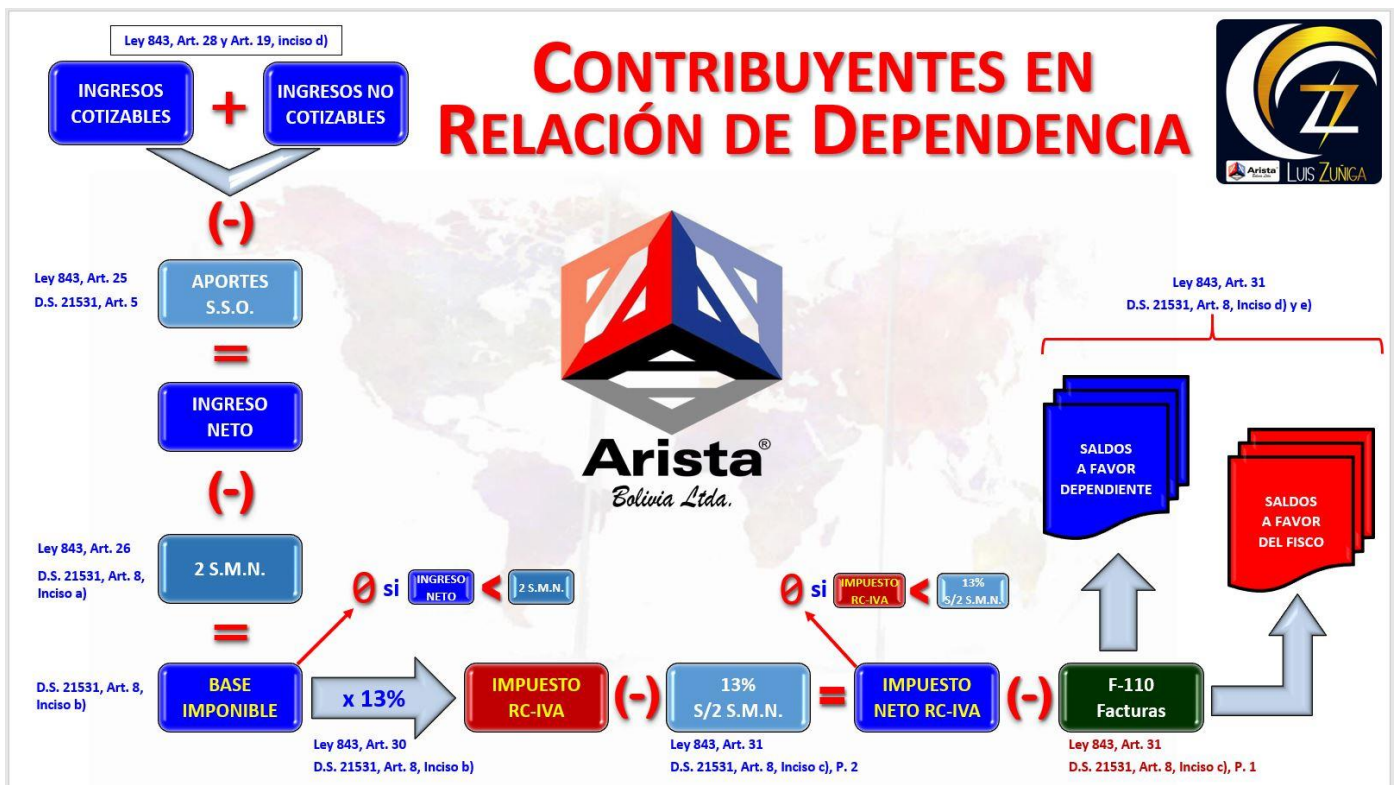 Ley 843, Art. 28 y Art. 19, inciso d)
INGRESOS
COTIZABLES
+
INGRESOS NO
COTIZABLES
CONTRIBUYENTES EN
RELACIÓN DE DEPENDENCIA
ZZ
Arista
Bolivia Ltda.
LUIS ZUÑIGA
(-)
Ley 843, Art. 25
D.S. 21531, Art. 5
APORTES
S.S.O.
=
INGRESO
NETO
(-)
Ley 843, Art. 26
D.S. 21531, Art. 8,
Inciso a)
2 S.M.N.
=
D.S. 21531, Art. 8,
Inciso b)
BASE
IMPONIBLE
0 si
INGRESO
NETO
<
2 S.M.N.
x 13%
Ley 843, Art. 30
D.S. 21531, Art. 8, Inciso b)
IMPUESTO
RC-IVA
(-)
13%
S/2 S.M.N.
Ley 843, Art. 31
D.S. 21531, Art. 8, Inciso c), P. 2
=
0 si
IMPUESTO
RC-IVA
<
13%
S/2 S.M.N.
IMPUESTO
NETO RC-IVA
(-)
F-110
Facturas
Ley 843, Art. 31
D.S. 21531, Art. 8, Inciso c), P. 1
Ley 843, Art. 31
D.S. 21531, Art. 8, Inciso d) y e)
SALDOS
A FAVOR
DEPENDIENTE
SALDOS
A FAVOR
DEL FISCO
Arista®
Bolivia Ltda.